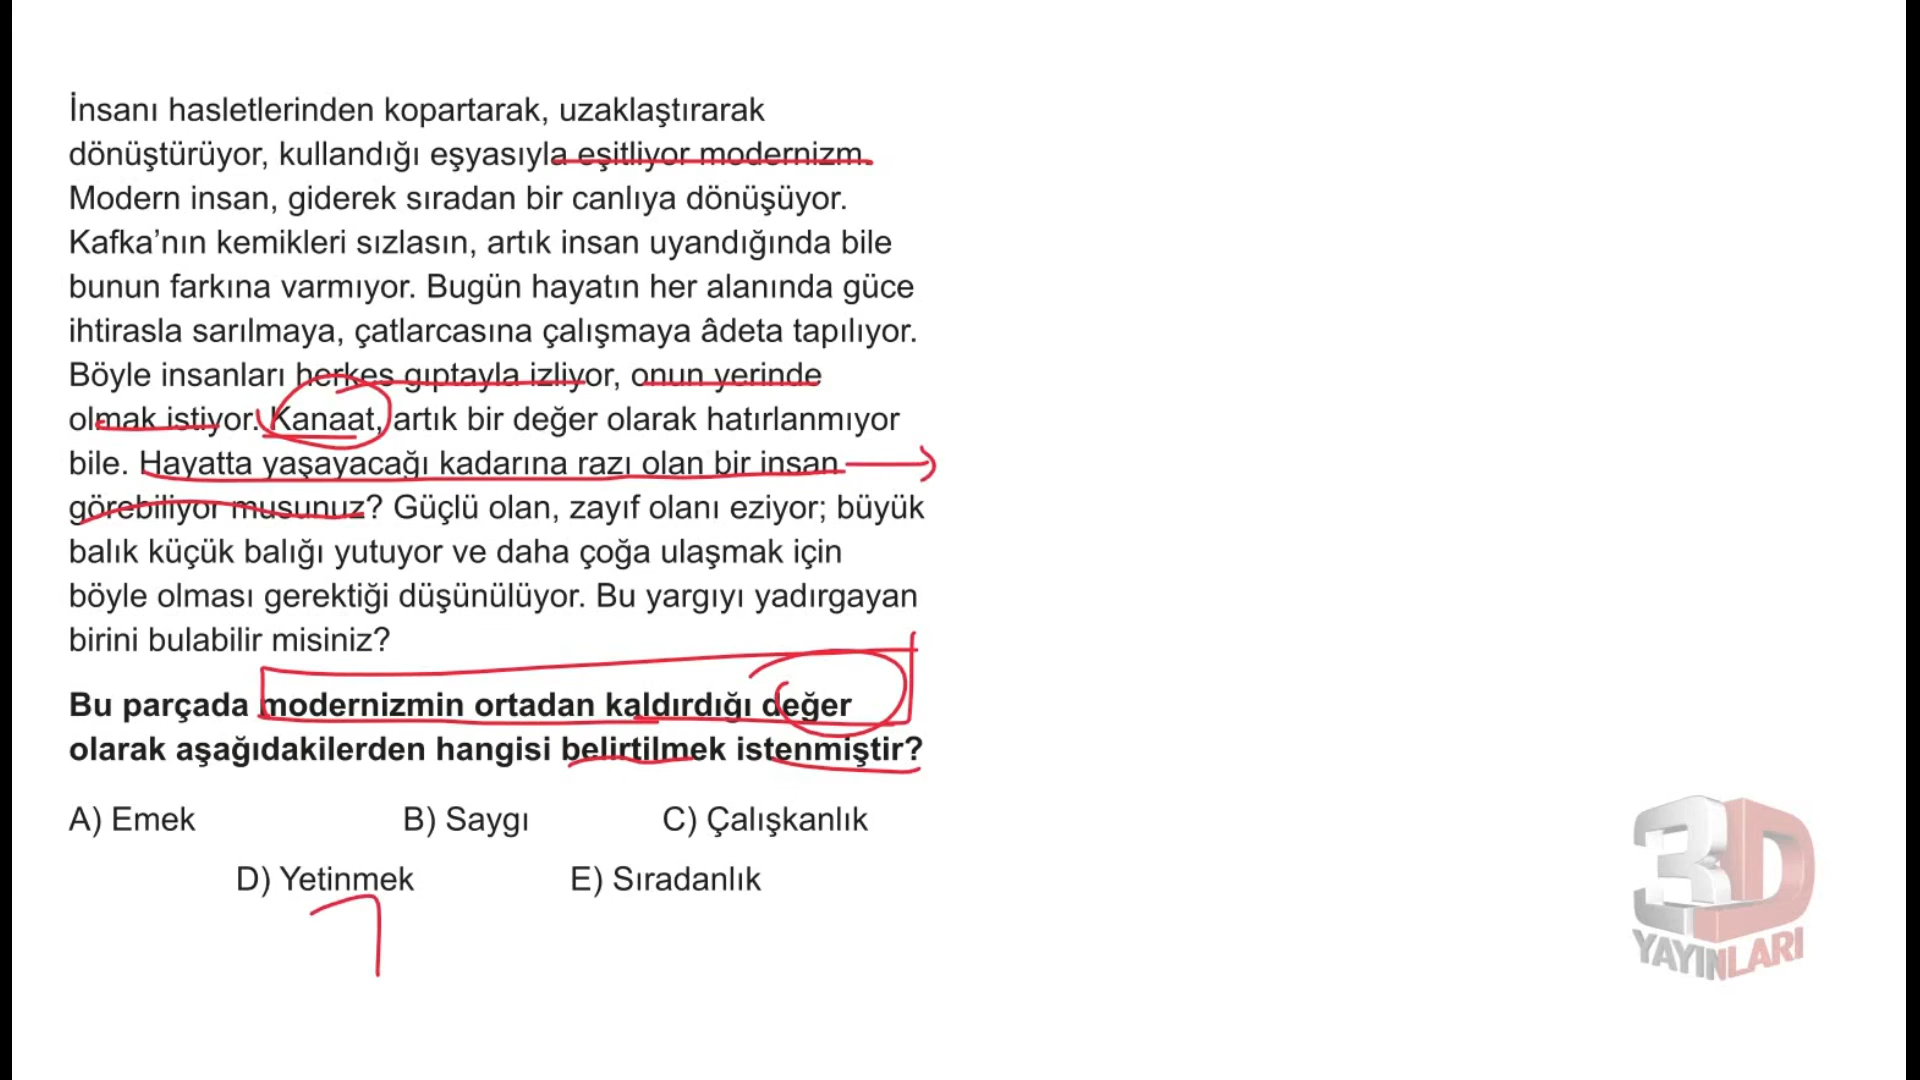 İnsanı hasletlerinden kopartarak, uzaklaştırarak
dönüştürüyor, kullandığı eşyasıyla eşitliyor modernizm.
Modern insan, giderek sıradan bir canlıya dönüşüyor.
Kafka’nın kemikleri sızlasın, artık insan uyandığında bile
bunun farkına varmıyor. Bugün hayatın her alanında güce
ihtirasla sarılmaya, çatlarcasına çalışmaya âdeta tapılıyor.
Böyle insanları herkes gıptayla izliyor, onun yerinde
olmak istiyor. Kanaat, artık bir değer olarak hatırlanmıyor
bile. Hayatta yaşayacağı kadarına razı olan bir insan
görebiliyor musunuz? Güçlü olan, zayıf olanı eziyor; büyük
balık küçük balığı yutuyor ve daha çoğa ulaşmak için
böyle olması gerektiği düşünülüyor. Bu yargıyı yadırgayan
birini bulabilir misiniz?
Bu parçada modernizmin ortadan kaldırdığı değer
olarak aşağıdakilerden hangisi belirtilmek istenmiştir?
A) Emek B) Saygı C) Çalışkanlık
D) Yetinmek E) Sıradanlık
3D
YAYINLARI